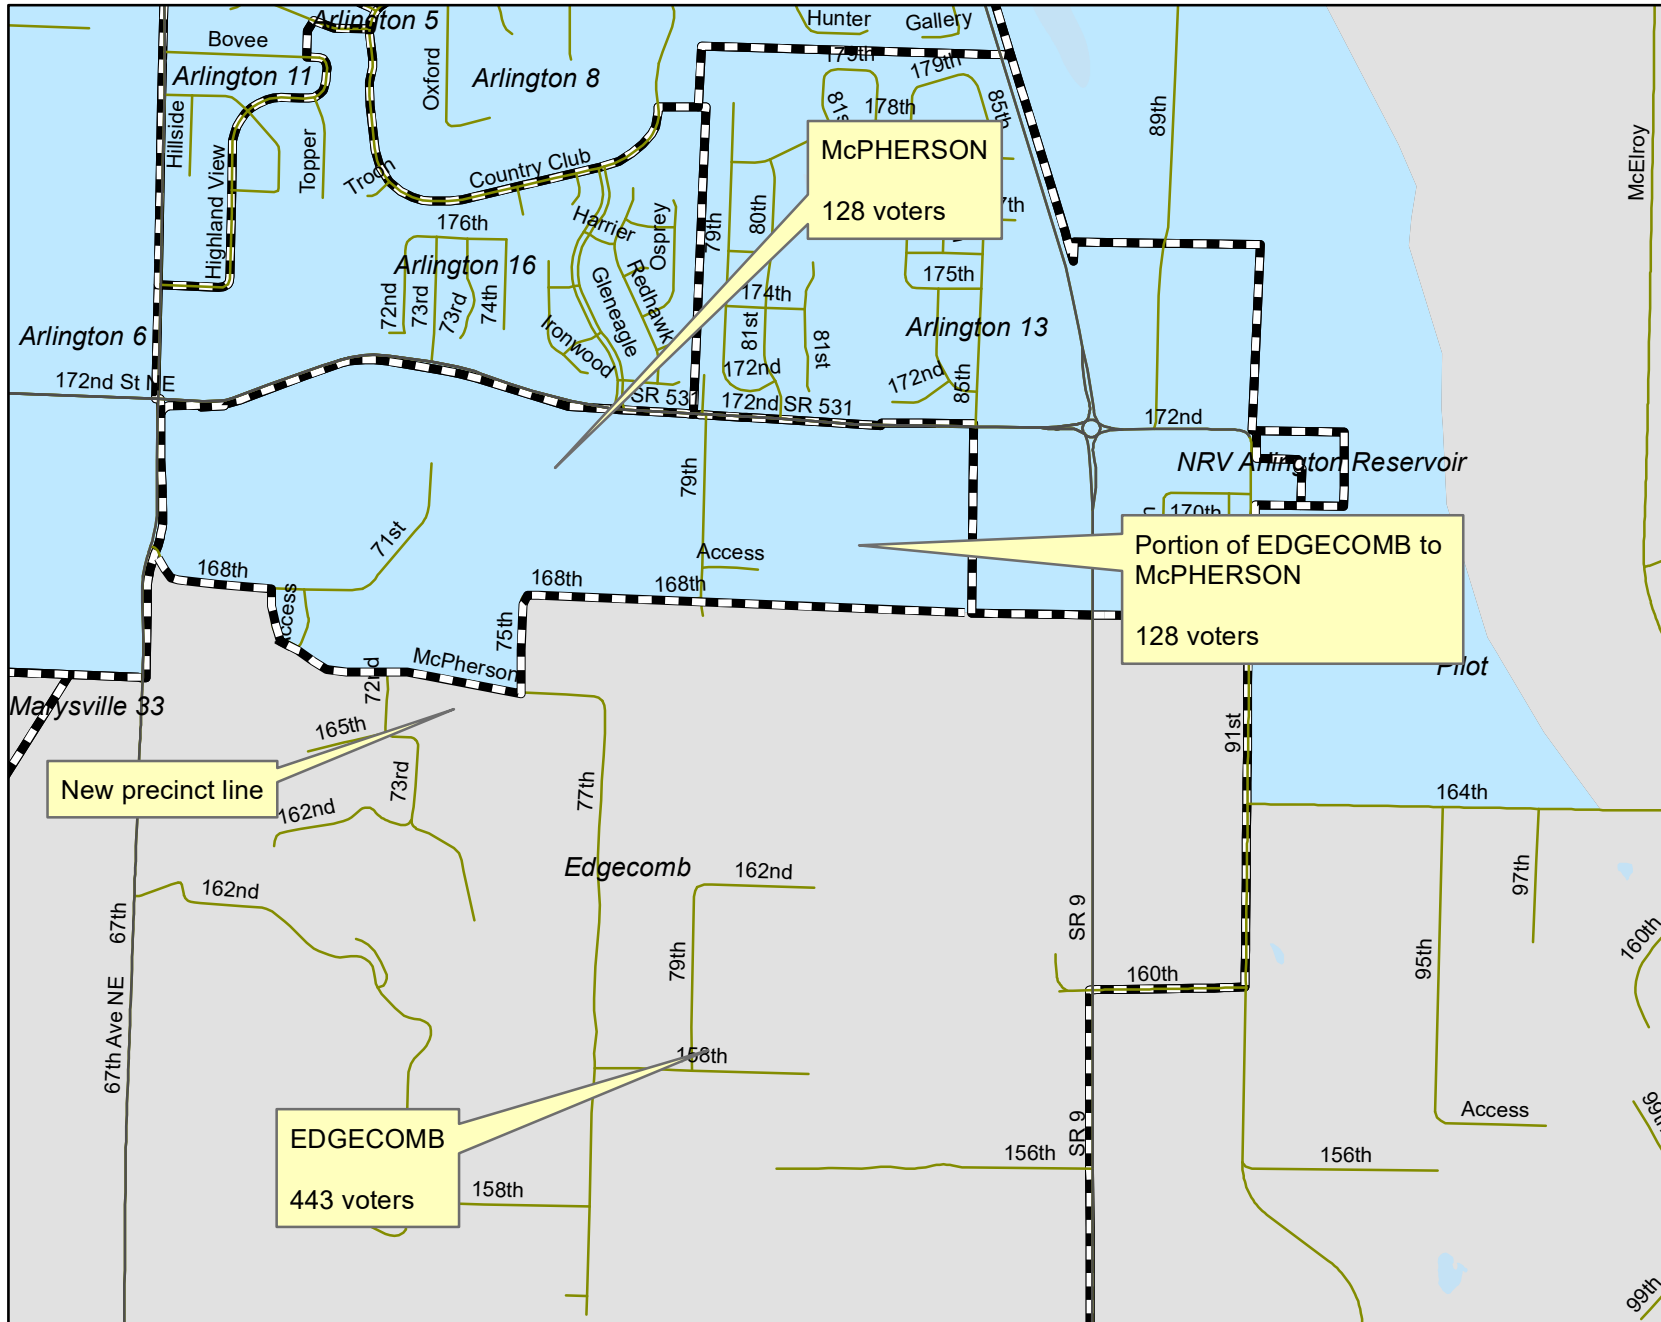 Arlington 5
Hunter
Gallery
Bovee
Arlington 11
Oxford
Arlington 8
179th
179th
178th
85th
89th
McElroy
Hillside
Highland View
Topper
Troon
Country Club
McPHERSON
128 voters
176th
Harrier
Osprey
79th
80th
Arlington 16
72nd
73rd
73rd
74th
Gleneagle
Redhawk
Ironwood
174th
175th
81st
81st
Arlington 13
Arlington 6
172nd St NE
172nd
172nd
85th
SR 531
172nd
SR 531
172nd
NRV Arlington Reservoir
79th
170th
71st
Access
168th
168th
168th
Access
75th
Portion of EDGECOMB to
McPHERSON
128 voters
McPherson
72nd
Pilot
Marysville 33
165th
91st
New precinct line
73rd
77th
162nd
164th
Edgecomb
162nd
162nd
97th
67th
79th
SR 9
95th
160th
160th
67th Ave NE
158th
EDGECOMB
443 voters
SR 9
156th
156th
Access
99th
158th
99th